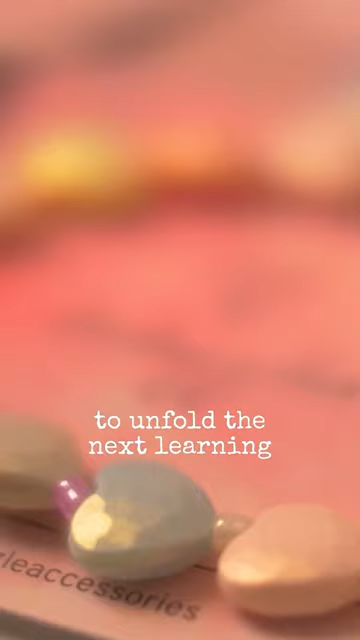 to unfold the
next learning
leaccessories